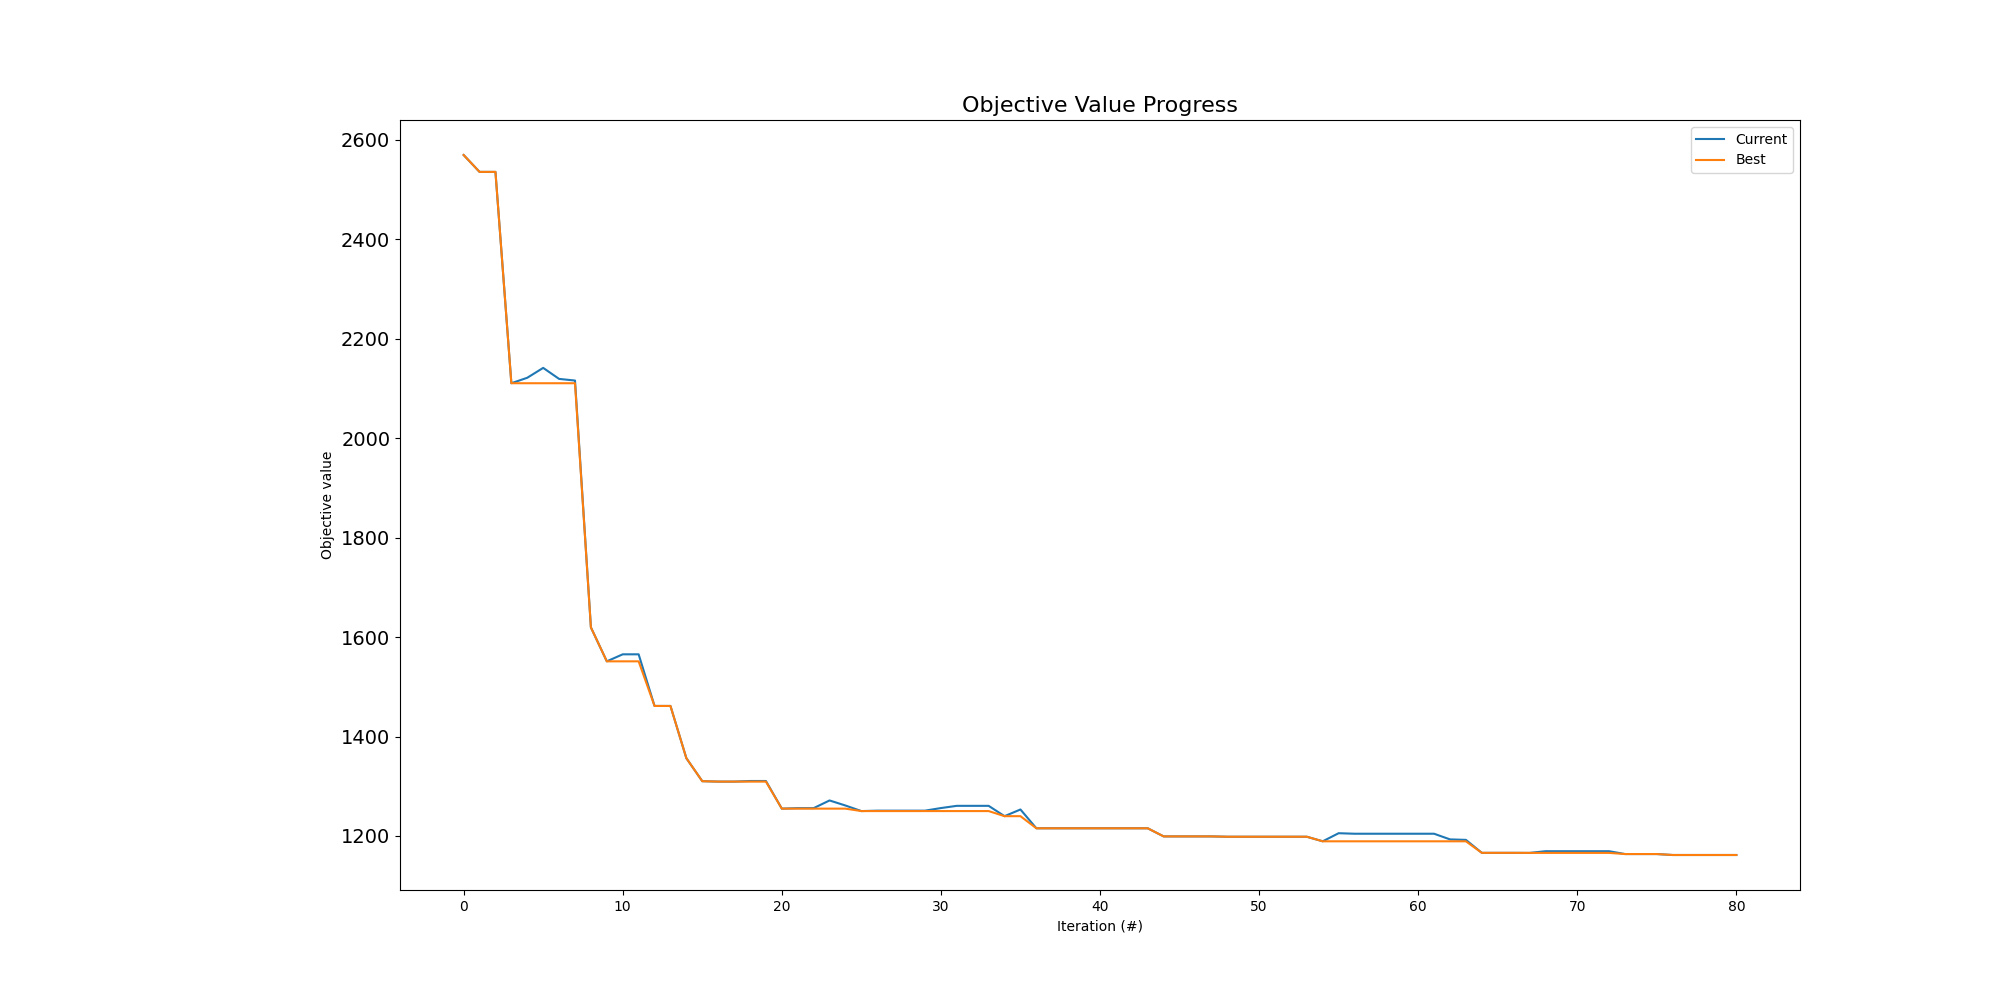 Objective Value Progress
Current
Best
2600
2400
2200
2000
1800
1600
1400
1200
Objective value
0 10 20 30 40 50 60 70 80
Iteration (#)